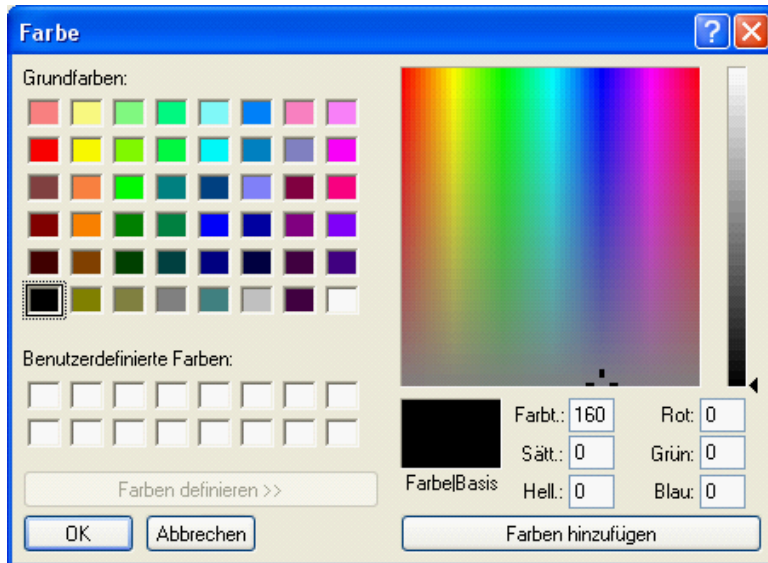 Farbe
Grundfarben:
Benutzerdefinierte Farben:
Farben definieren >>
OK
Abbrechen
Farbe|Basis
Farbt.: 160
Sätt.: 0
Hell.: 0
Rot: 0
Grün: 0
Blau: 0
Farben hinzufügen